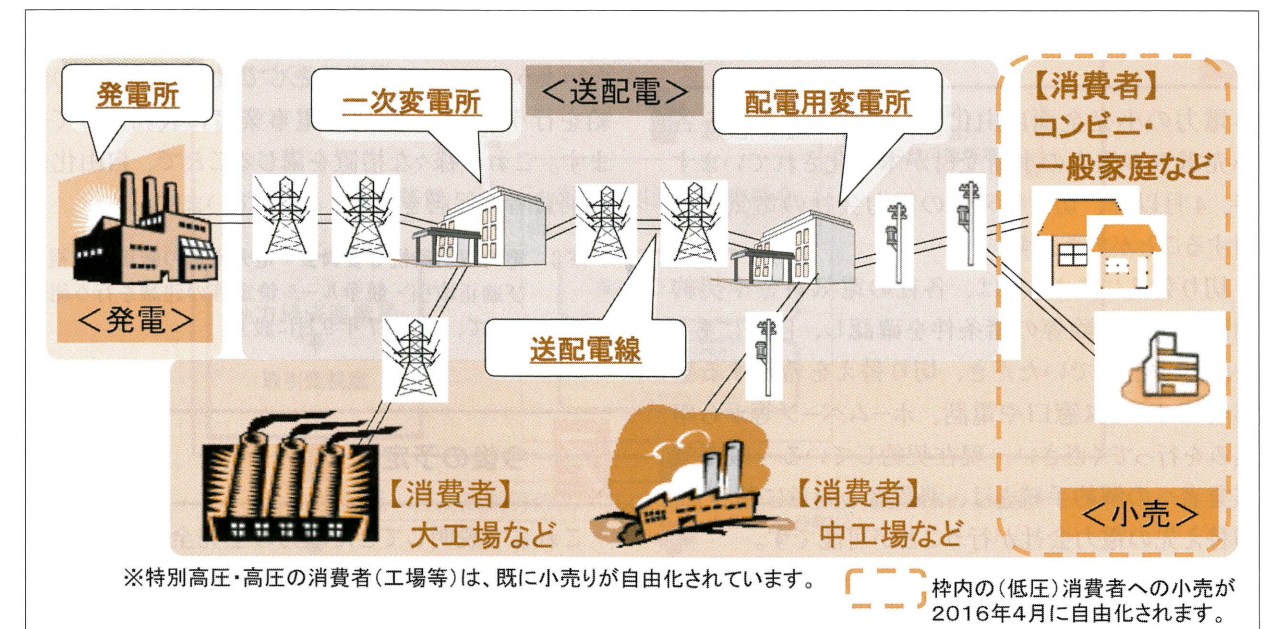 発電所
一次変電所
<送配電>
配電用変電所
【消費者】
コンビニ・
一般家庭など
<発電>
送配電線
【消費者】
大工場など
【消費者】
中工場など
<小売>
※特別高圧・高圧の消費者(工場等)は、既に小売りが自由化されています。
枠内の(低圧)消費者への小売が
2016年4月に自由化されます。